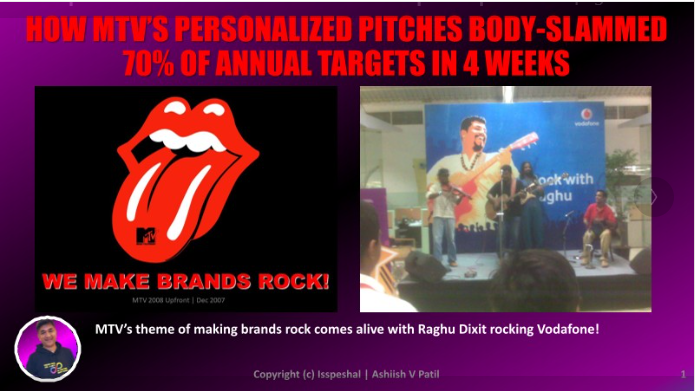 HOW MTV'S PERSONALIZED PITCHES BODY-SLAMMED
70% OF ANNUAL TARGETS IN 4 WEEKS
vodafone
ock with
aghu
MTV
WE MAKE BRANDS ROCK!
MTV 2008 Upfront | Dec 2007
MTV's theme of making brands rock comes alive with Raghu Dixit rocking Vodafone!
Copyright (c) Isspeshal | Ashiish V Patil
1